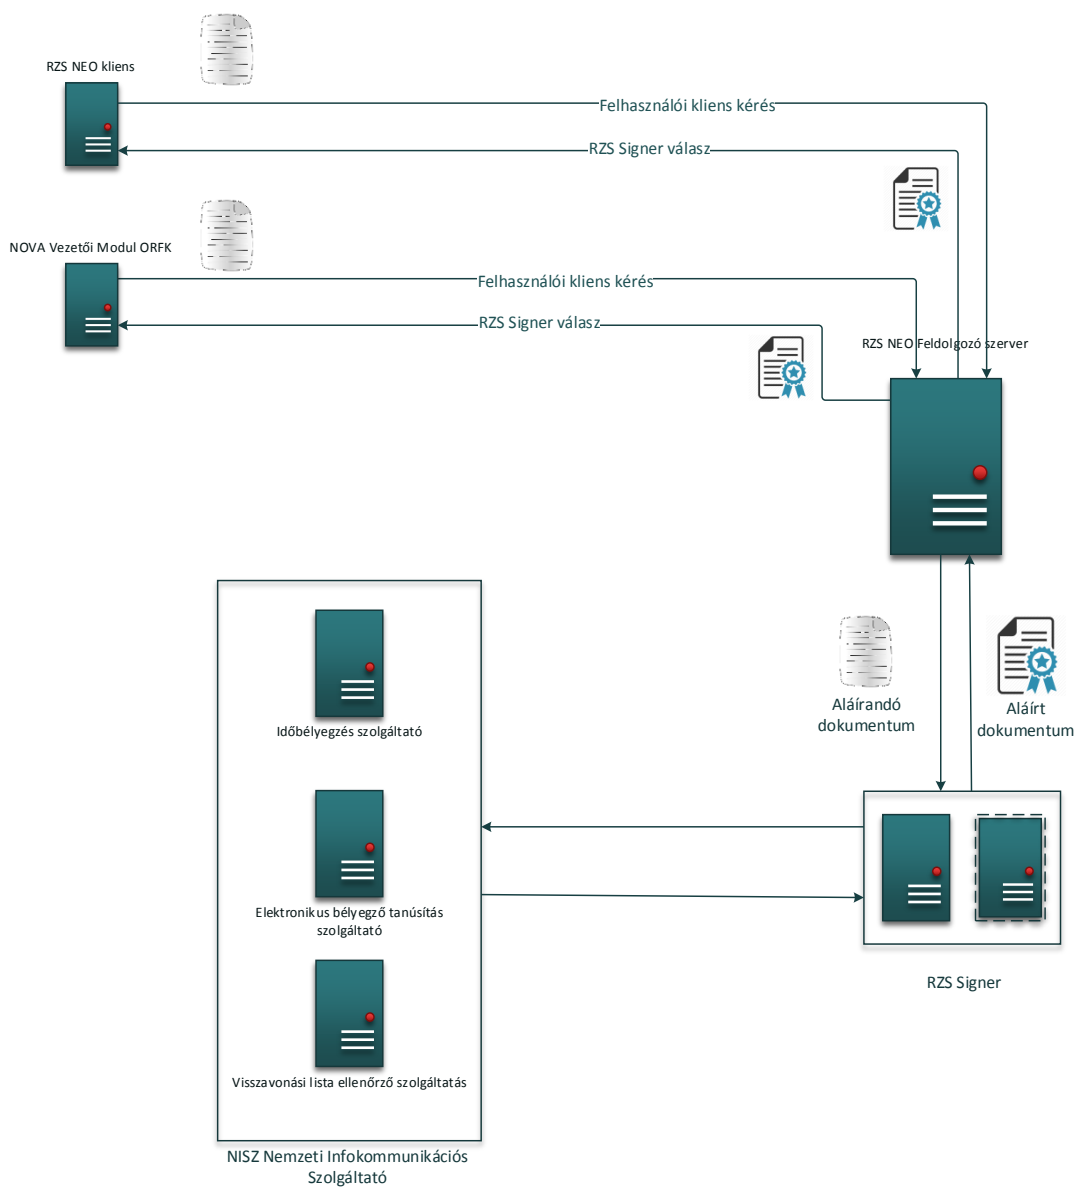 RZS NEO kliens
Felhasználói kliens kérés
RZS Signer válasz
NOVA Vezetői Modul ORFK
Felhasználói kliens kérés
RZS Signer válasz
RZS NEO Feldolgozó szerver
Aláírandó
dokumentum
Aláírt
dokumentum
Időbélyegzés szolgáltató
Elektronikus bélyegző tanúsítás
szolgáltató
RZS Signer
Visszavonási lista ellenőrző szolgáltatás
NISZ Nemzeti Infokommunikációs
Szolgáltató